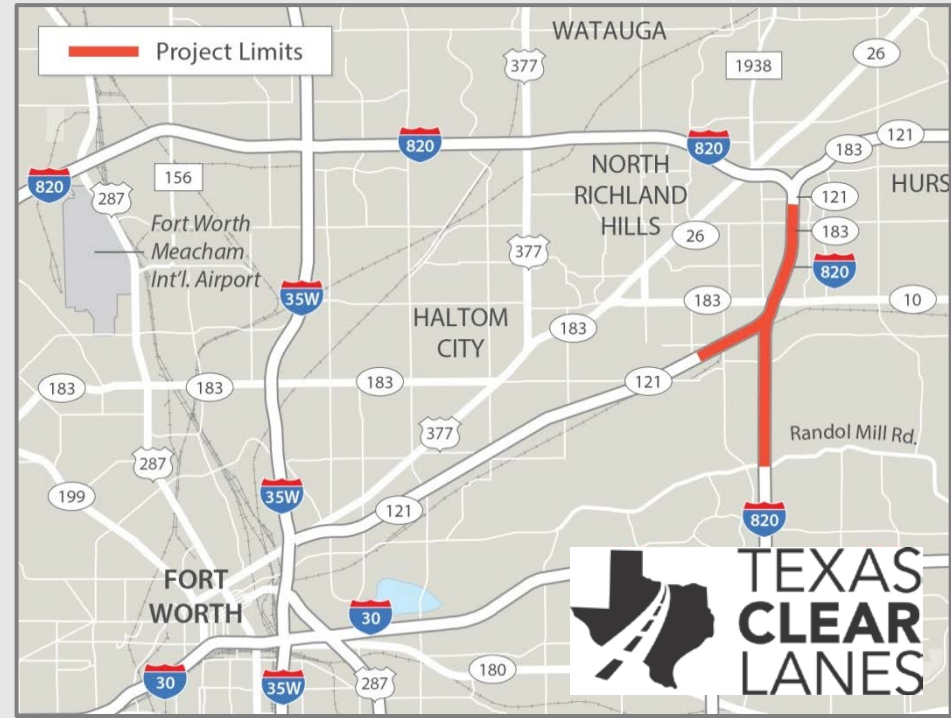 Project Limits
WATAUGA
377
1938
26
820
820
183
121
820
156
287
NORTH
RICHLAND
HILLS
HURS
121
183
Fort Worth
Meacham
Int'l. Airport
377
26
820
35W
183
10
HALTOM
CITY
183
183
183
183
121
377
Randol Mill Rd.
287
199
35W
121
820
FORT
WORTH
30
180
30
35W
287
TEXAS
CLEAR
LANES